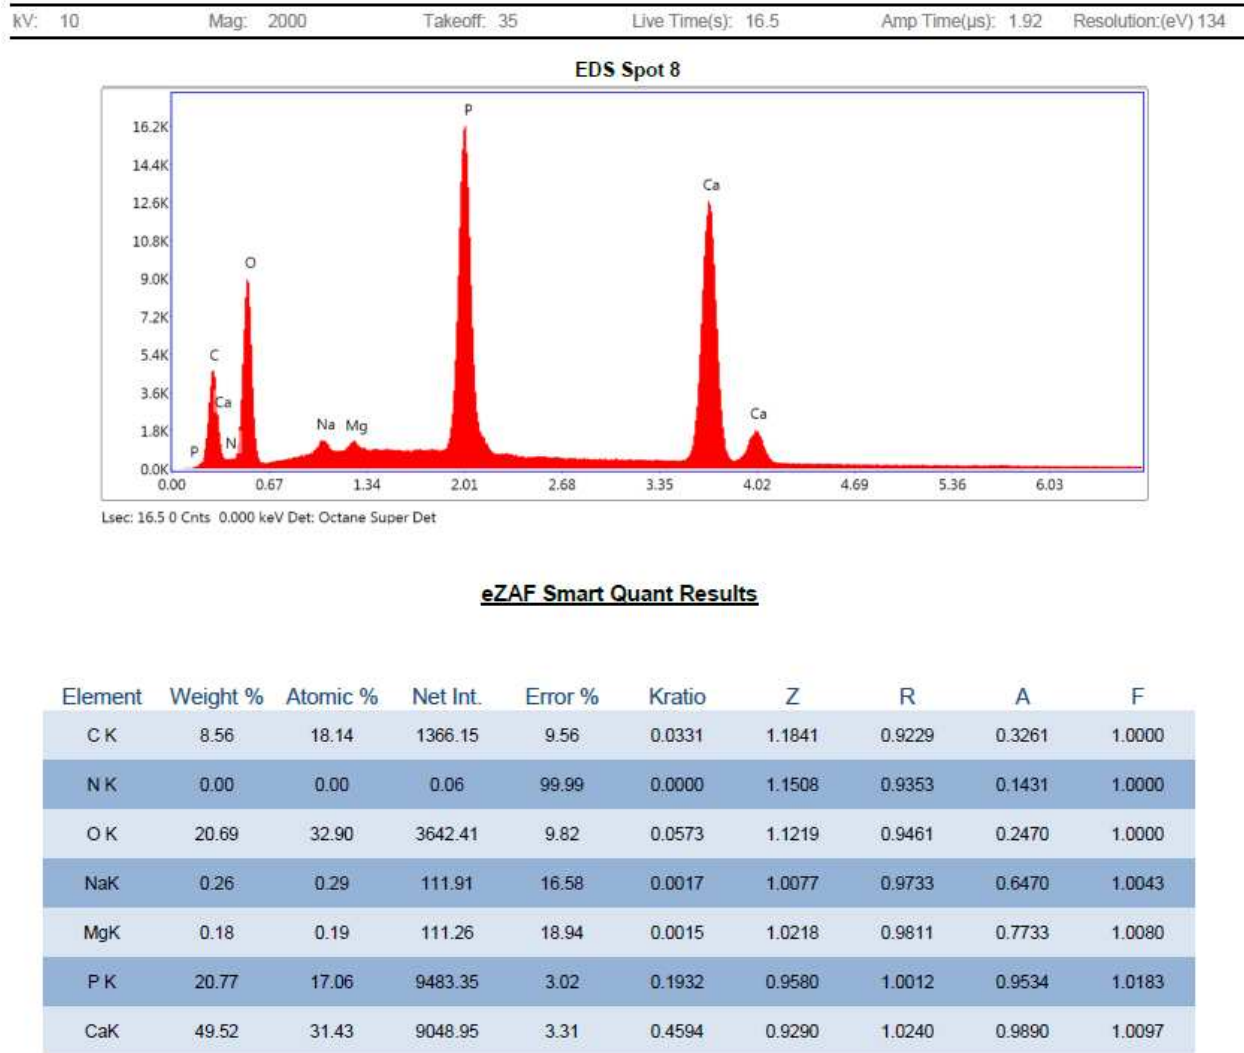 kV: 10 Mag: 2000 Takeoff: 35 Live Time(s): 16.5 Amp Time(µs): 1.92 Resolution:(eV) 134
EDS Spot 8
P
16.2K
14.4K
Ca
12.6K
10.8K
O
9.0K
7.2K
C
5.4K
3.6K
Ca
Ca
Na Mg
1.8K
N
P
0.0K
0.00 0.67 1.34 2.01 2.68 3.35 4.02 4.69 5.36 6.03
Lsec: 16.5 0 Cnts 0.000 keV Det: Octane Super Det
eZAF Smart Quant Results
Element Weight % Atomic % Net Int. Error % Kratio Z R A F
C K 8.56 18.14 1366.15 9.56 0.0331 1.1841 0.9229 0.3261 1.0000
N K 0.00 0.00 0.06 99.99 0.0000 1.1508 0.9353 0.1431 1.0000
O K 20.69 32.90 3642.41 9.82 0.0573 1.1219 0.9461 0.2470 1.0000
NaK 0.26 0.29 111.91 16.58 0.0017 1.0077 0.9733 0.6470 1.0043
MgK 0.18 0.19 111.26 18.94 0.0015 1.0218 0.9811 0.7733 1.0080
P K 20.77 17.06 9483.35 3.02 0.1932 0.9580 1.0012 0.9534 1.0183
CaK 49.52 31.43 9048.95 3.31 0.4594 0.9290 1.0240 0.9890 1.0097